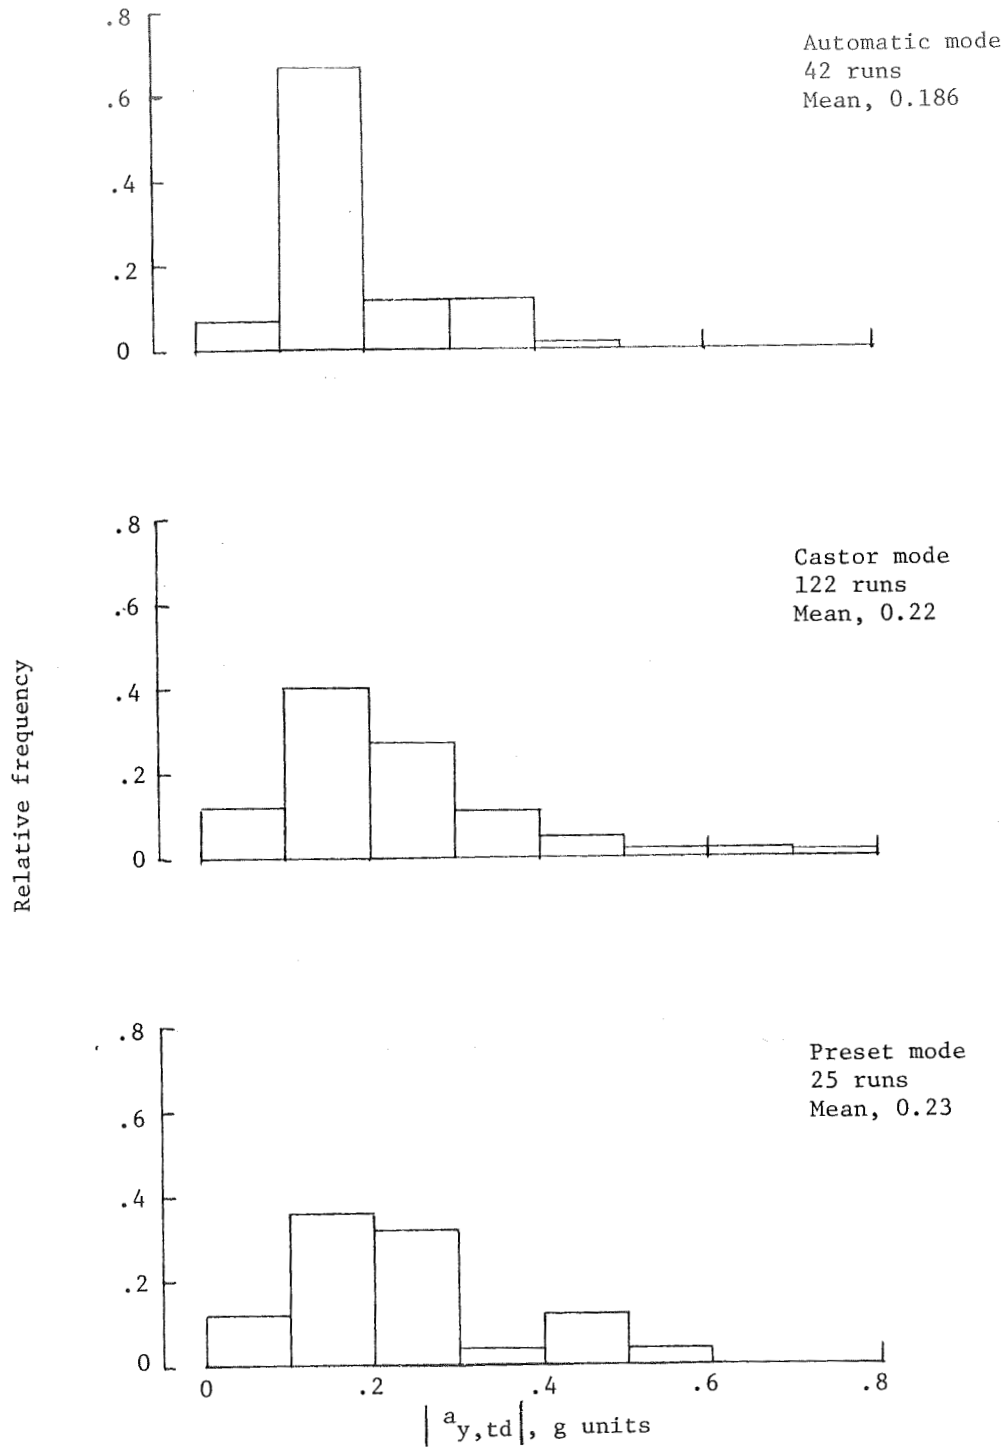 .8
.6
.4
.2
0
Automatic mode
42 runs
Mean, 0.186
.8
.6
.4
.2
0
Castor mode
122 runs
Mean, 0.22
Relative frequency
.8
.6
.4
.2
0
Preset mode
25 runs
Mean, 0.23
0 .2 .4 .6 .8
|a_y,td|, g units